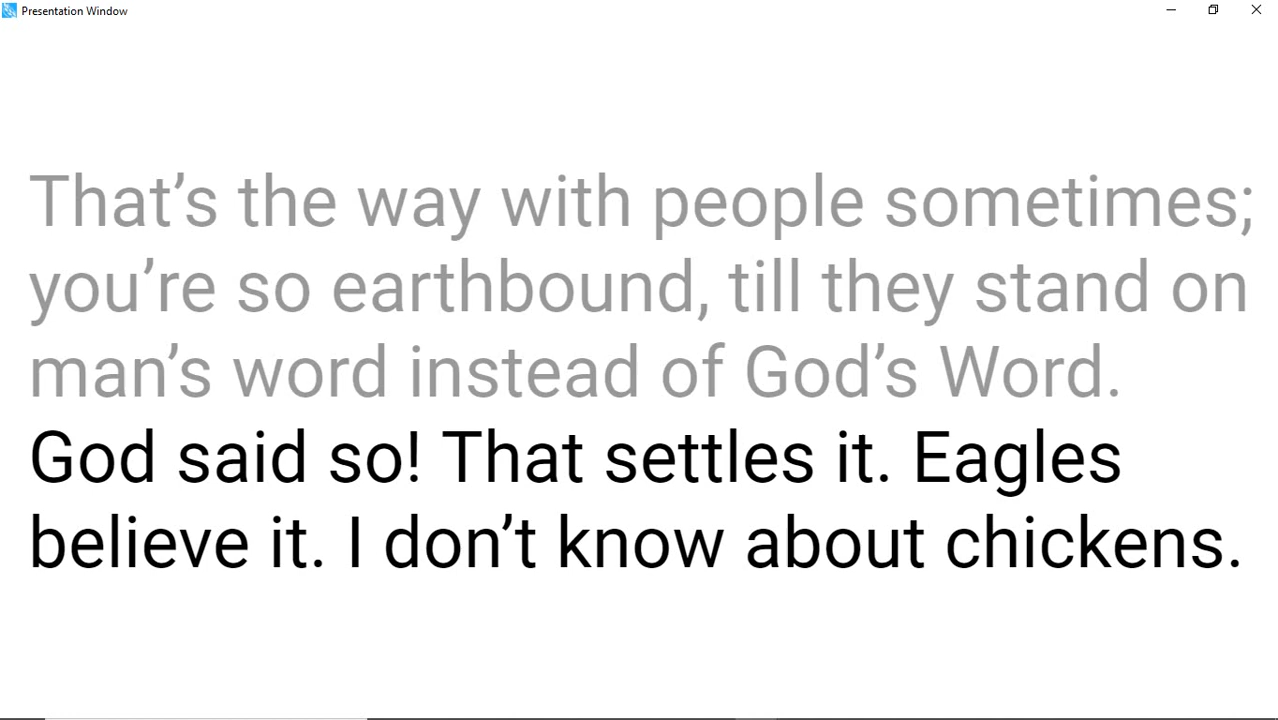 Presentation Window
That’s the way with people sometimes;
you’re so earthbound, till they stand on
man’s word instead of God’s Word.
God said so! That settles it. Eagles
believe it. I don’t know about chickens.